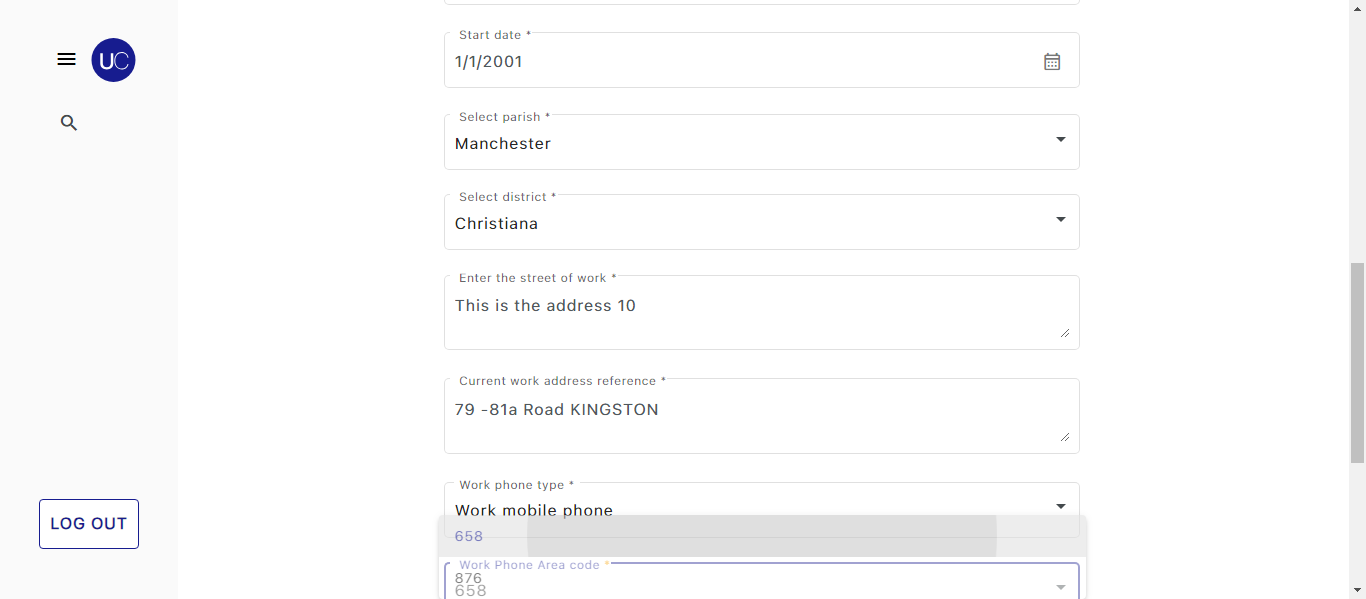 UC
LOG OUT
Start date *
1/1/2001
Select parish *
Manchester
Select district *
Christiana
Enter the street of work *
This is the address 10
Current work address reference *
79 -81a Road KINGSTON
Work phone type *
Work mobile phone
658
Work Phone Area code *
876
658